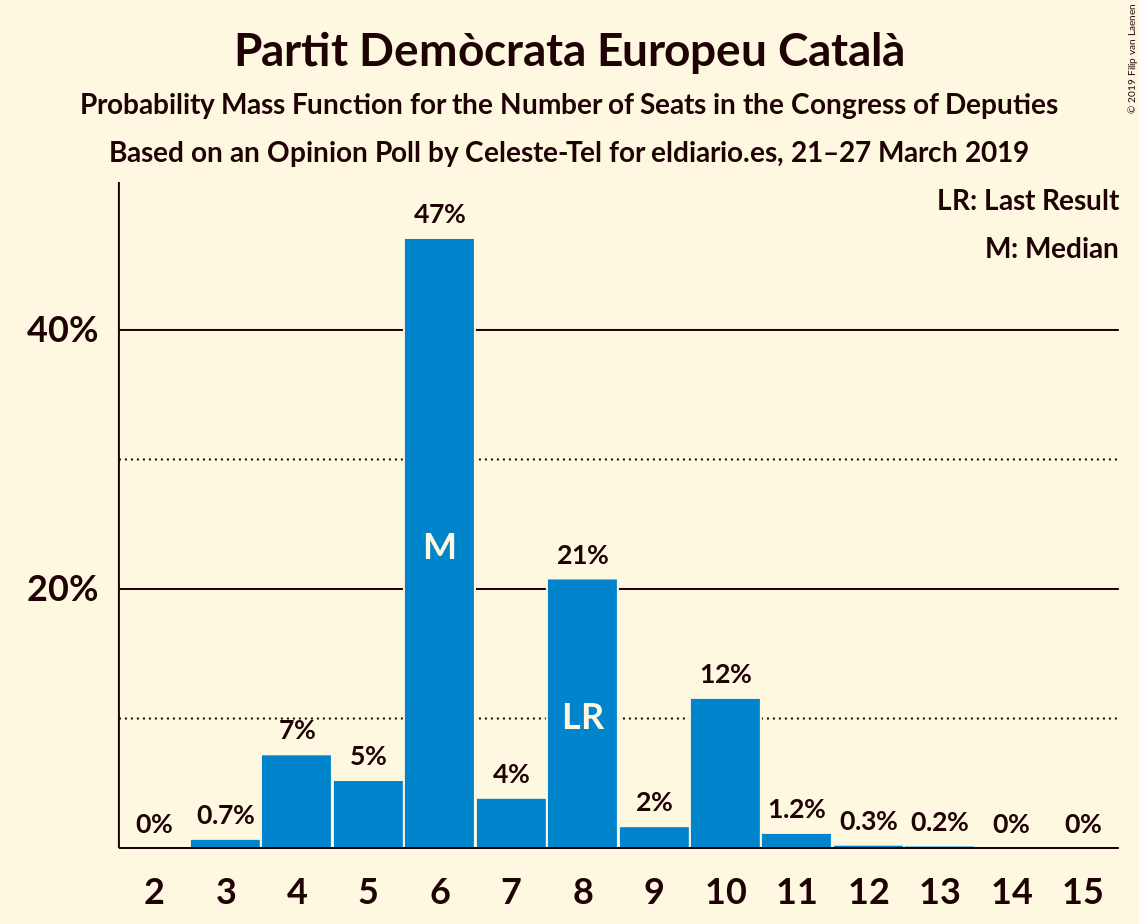 Partit Demòcrata Europeu Català
Probability Mass Function for the Number of Seats in the Congress of Deputies
Based on an Opinion Poll by Celeste-Tel for eldiario.es, 21–27 March 2019
© 2019 Filip van Laenen
LR: Last Result
M: Median
40%
20%
0%
0.7%
7%
5%
47%
M
4%
21%
LR
2%
12%
1.2%
0.3%
0.2%
0%
0%
2 3 4 5 6 7 8 9 10 11 12 13 14 15